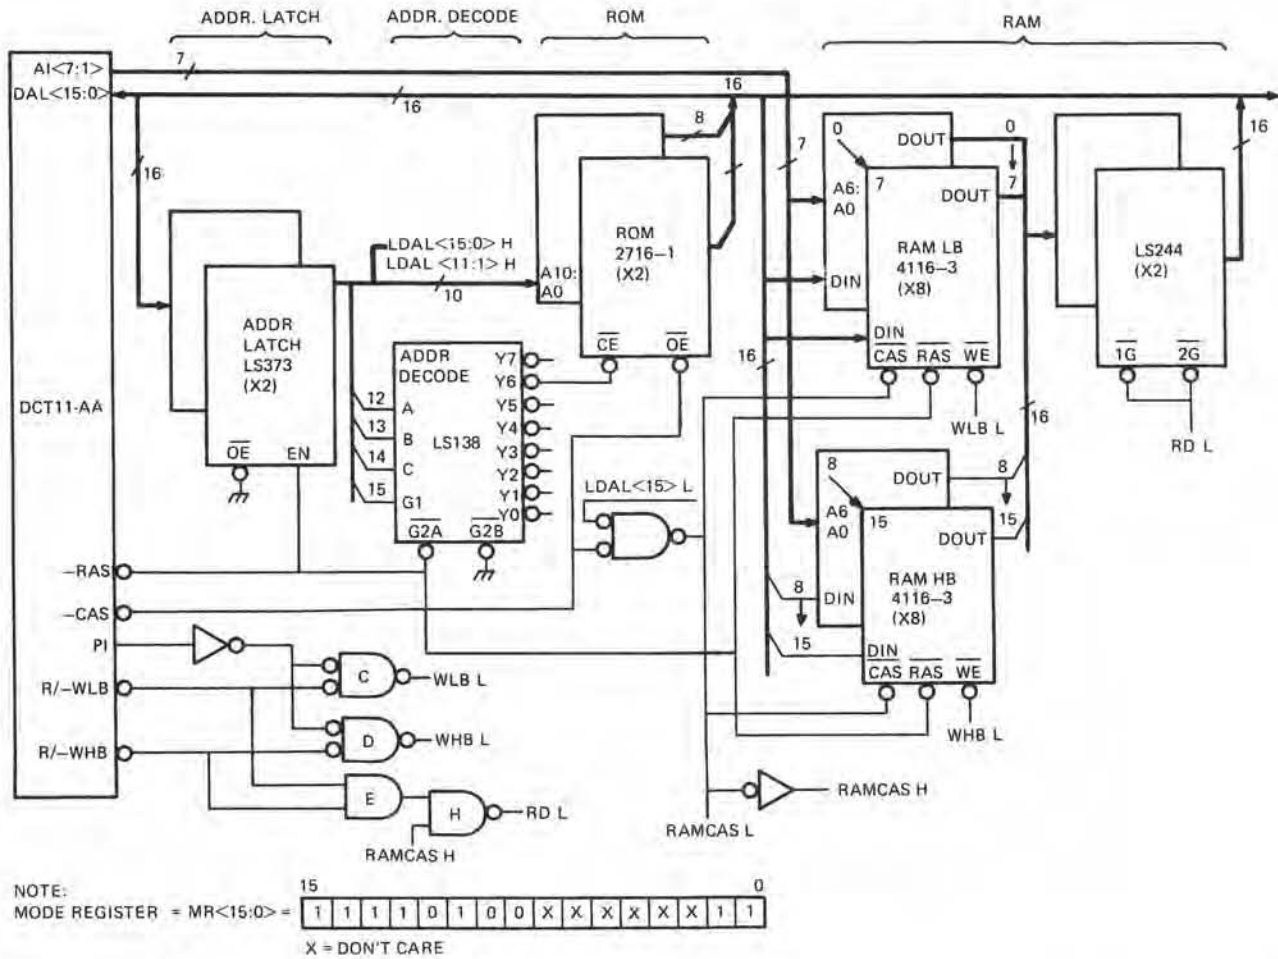 ADDR. LATCH
ADDR. DECODE
ROM
RAM
AI<7:1>
7
16
DAL<15:0>
16
16
8
7
16
0
DOUT
0
7
DOUT
7
A6:
A0
RAM LB
4116-3
(X8)
DIN
DIN
CAS RAS WE
16
WLB L
LS244
(X2)
1G 2G
RD L
16
LDAL <15:0> H
LDAL <11:1> H
10
A10:
A0
ROM
2716-1
(X2)
CE OE
ADDR
LATCH
LS373
(X2)
OE EN
DCT11-AA
ADDR
DECODE
LS138
12 A
13 B
14 C
15 G1
Y7
Y6
Y5
Y4
Y3
Y2
Y1
Y0
G2A G2B
16
LDAL<15> L
8
DOUT
8
15
A6
A0
15
DOUT
RAM HB
4116-3
(X8)
8 DIN
15
DIN
CAS RAS WE
WHB L
-RAS
-CAS
PI
R/-WLB
C
WLB L
R/-WHB
D
WHB L
E
H
RD L
RAMCAS H
RAMCAS H
RAMCAS L
NOTE:
15 0
MODE REGISTER = MR<15:0> = 1 1 1 1 0 1 0 0 X X X X X X 1 1
X = DON'T CARE